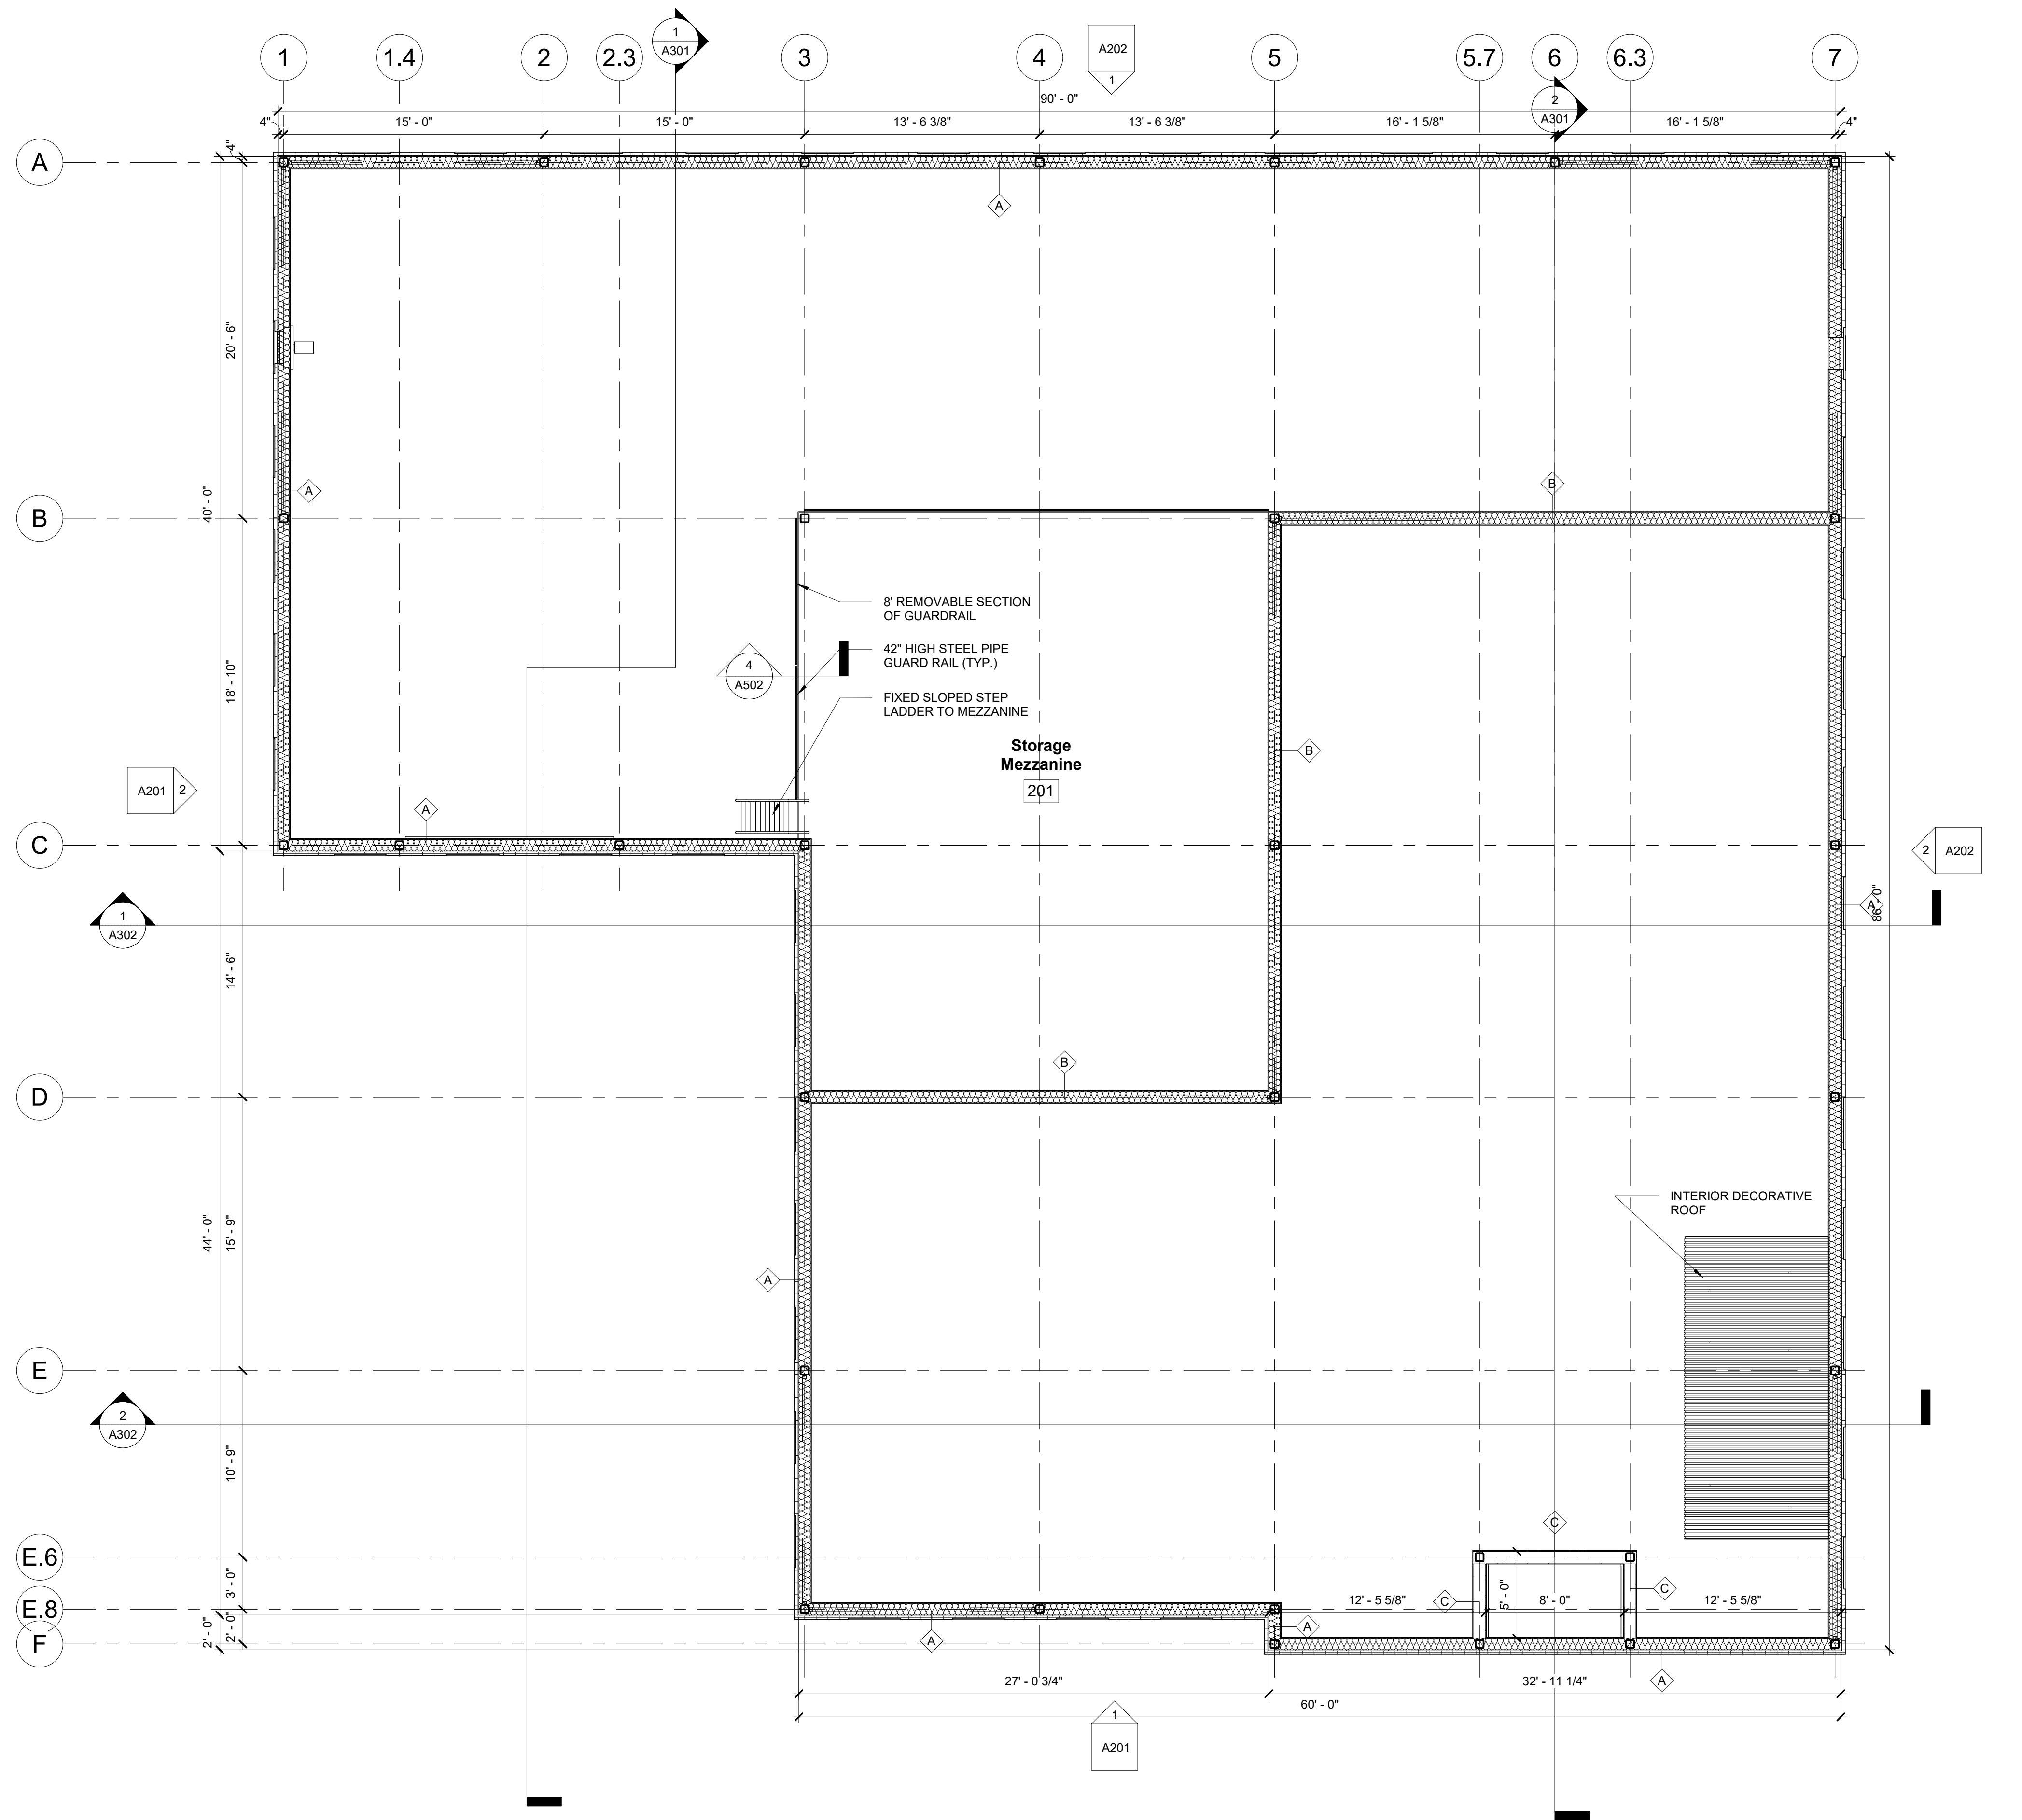 1
A301
A202
1
1
1.4
2
2.3
3
4
5
5.7
6
6.3
7
90' - 0"
2
A301
4"
15' - 0"
15' - 0"
13' - 6 3/8"
13' - 6 3/8"
16' - 1 5/8"
16' - 1 5/8"
4"
4"
A
A
20' - 6"
40' - 0"
A
B
B
8' REMOVABLE SECTION
OF GUARDRAIL
42" HIGH STEEL PIPE
GUARD RAIL (TYP.)
4
A502
18' - 10"
FIXED SLOPED STEP
LADDER TO MEZZANINE
Storage
Mezzanine
201
B
A201
2
A
C
2
A202
1
A302
A
86' - 0"
14' - 6"
B
D
INTERIOR DECORATIVE
ROOF
44' - 0"
15' - 9"
A
E
2
A302
10' - 9"
C
E.6
3' - 0"
5' - 0"
C
C
12' - 5 5/8"
8' - 0"
12' - 5 5/8"
E.8
2' - 0"
2' - 0"
F
A
A
A
27' - 0 3/4"
32' - 11 1/4"
60' - 0"
1
A201